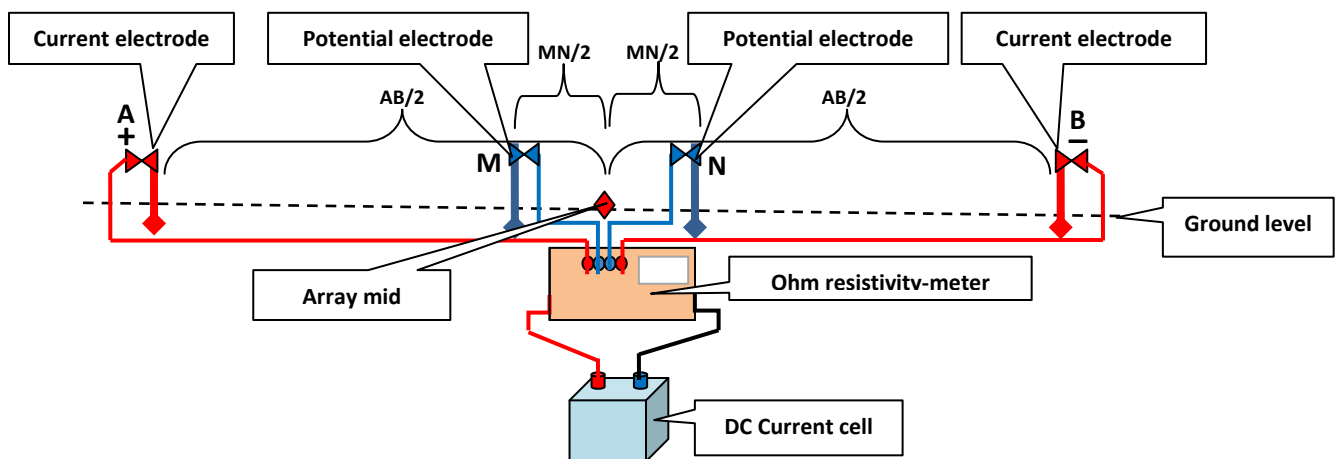 Current electrode
Potential electrode
MN/2
MN/2
Potential electrode
Current electrode
AB/2
AB/2
A
+
M
N
B
–
Ground level
Array mid
Ohm resistivitv-meter
DC Current cell